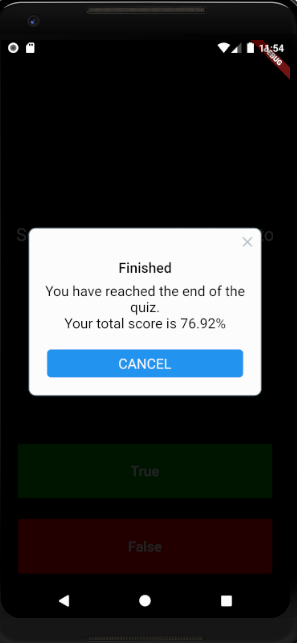 11:54
DEBUG
Finished
You have reached the end of the
quiz.
Your total score is 76.92%
CANCEL
True
False